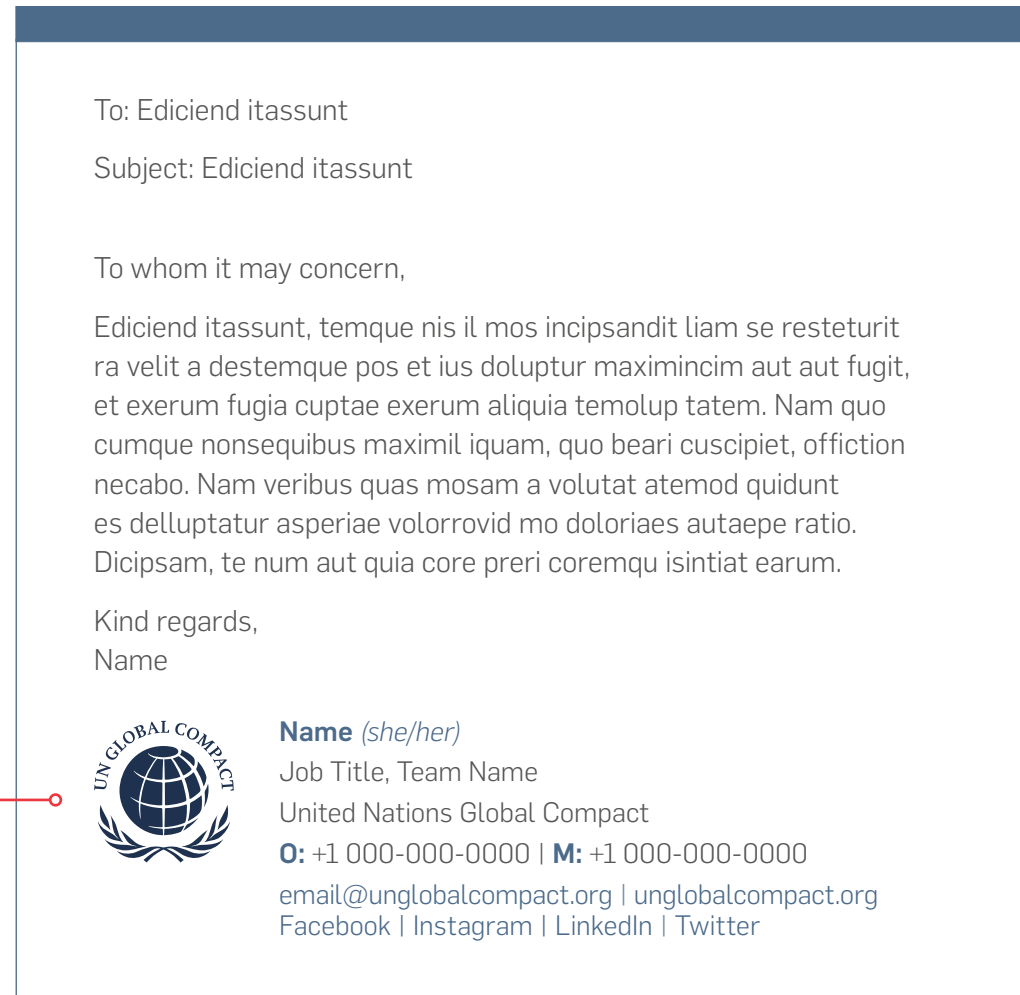 To: Ediciend itassunt
Subject: Ediciend itassunt
To whom it may concern,
Ediciend itassunt, temque nis il mos incipsandit liam se resteturit
ra velit a destemque pos et ius doluptur maximincim aut aut fugit,
et exerum fugia cuptae exerum aliquia temolup tatem. Nam quo
cumque nonsequibus maximil iquam, quo beari cuscipiet, offiction
necabo. Nam veribus quas mosam a volutat atemod quidunt
es delluptatur asperiae volorrovid mo doloriaes autaepe ratio.
Dicipsam, te num aut quia core preri coremqu isintiat earum.
Kind regards,
Name
UN GLOBAL COMPACT
Name (she/her)
Job Title, Team Name
United Nations Global Compact
O: +1 000-000-0000 | M: +1 000-000-0000
email@unglobalcompact.org | unglobalcompact.org
Facebook | Instagram | LinkedIn | Twitter